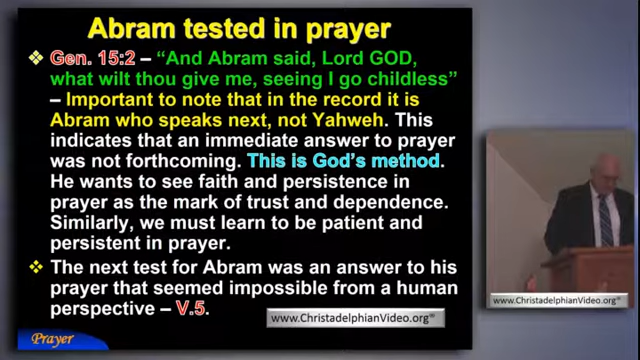 Abram tested in prayer
Gen. 15:2 – “And Abram said, Lord GOD,
what wilt thou give me, seeing I go childless”
– Important to note that in the record it is
Abram who speaks next, not Yahweh. This
indicates that an immediate answer to prayer
was not forthcoming. This is God’s method.
He wants to see faith and persistence in
prayer as the mark of trust and dependence.
Similarly, we must learn to be patient and
persistent in prayer.
The next test for Abram was an answer to his
prayer that seemed impossible from a human
perspective – V.5.
www.ChristadelphianVideo.org™
Prayer
www.ChristadelphianVideo.org™